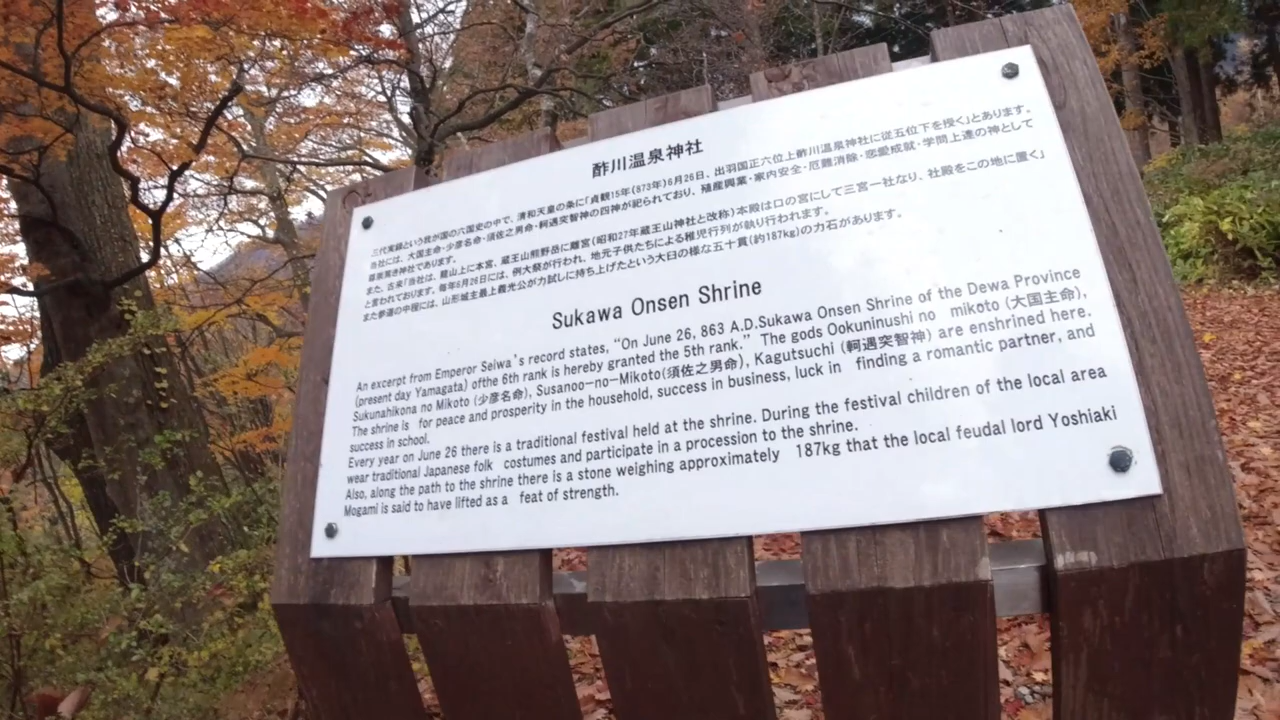 酢川温泉神社
三代実録という我が国の六国史の中で、清和天皇の条に「貞観15年(873年)6月26日、出羽国正六位上酢川温泉神社に従五位下を授く」とあります。
当社には、大国主命・少彦名命・須佐之男命・軻遇突智神の四神が祀られており、殖産興業・家内安全・厄難消除・恋愛成就・学問上達の神として
尊崇篤き神社であります。
また、古来「当社は、龍山上に本宮、蔵王山熊野岳に離宮(昭和27年蔵王山神社と改称)本殿は口の宮にして三宮一社なり、社殿をこの地に置く」
と言われております。毎年6月26日には、例大祭が行われ、地元子供たちによる稚児行列が執り行われます。
また参道の中程には、山形城主最上義光公が力試しに持ち上げたという大臼の様な五十貫(約187kg)の力石があります。
Sukawa Onsen Shrine
An excerpt from Emperor Seiwa's record states, "On June 26, 863 A.D.Sukawa Onsen Shrine of the Dewa Province
(present day Yamagata) ofthe 6th rank is hereby granted the 5th rank." The gods Ookuninushi no mikoto (大国主命),
Sukunahikona no Mikoto (少彦名命), Susanoo-no-Mikoto(須佐之男命), Kagutsuchi (軻遇突智神) are enshrined here.
The shrine is for peace and prosperity in the household, success in business, luck in finding a romantic partner, and
success in school.
Every year on June 26 there is a traditional festival held at the shrine. During the festival children of the local area
wear traditional Japanese folk costumes and participate in a procession to the shrine.
Also, along the path to the shrine there is a stone weighing approximately 187kg that the local feudal lord Yoshiaki
Mogami is said to have lifted as a feat of strength.